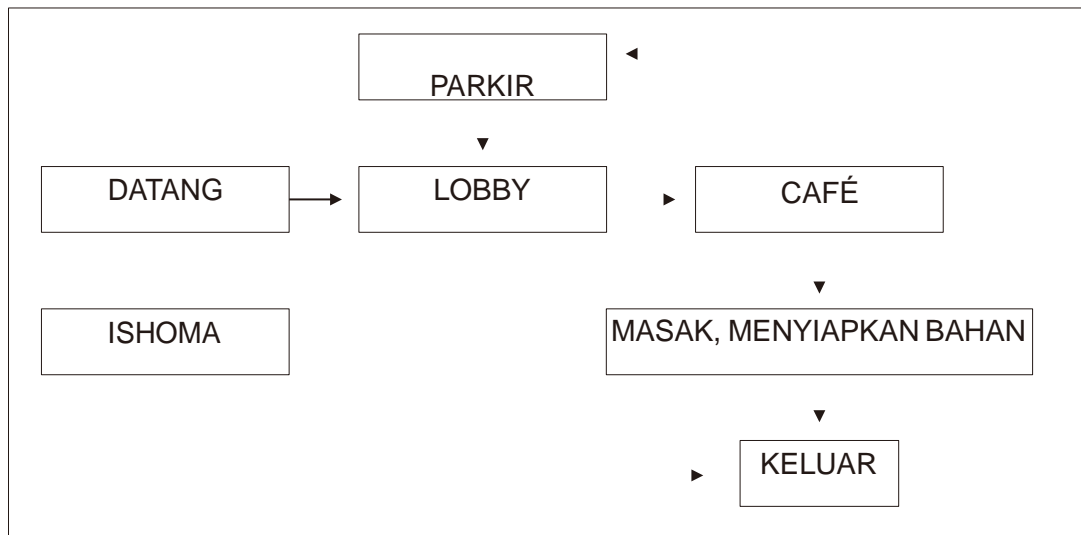 PARKIR
DATANG
LOBBY
CAFÉ
ISHOMA
MASAK, MENYIAPKAN BAHAN
KELUAR